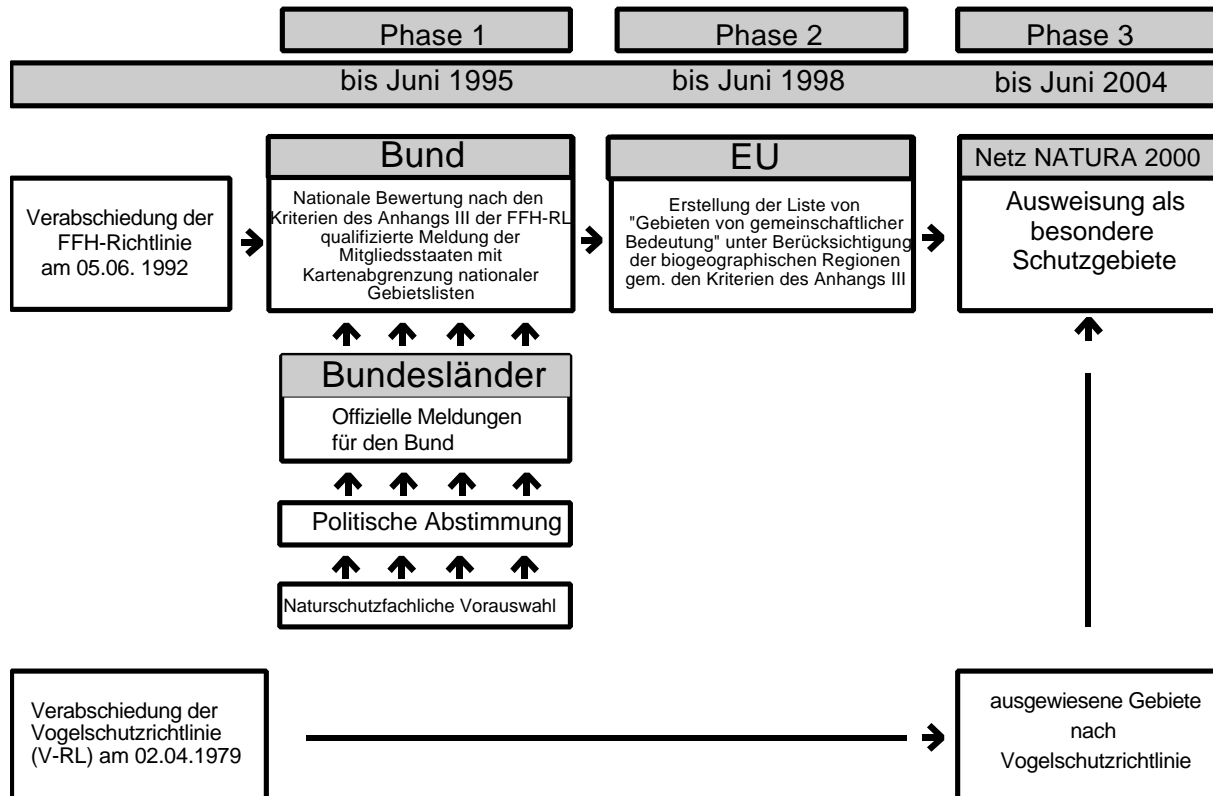 Phase 1
Phase 2
Phase 3
bis Juni 1995
bis Juni 1998
bis Juni 2004
Verabschiedung der
FFH-Richtlinie
am 05.06. 1992
Bund
Nationale Bewertung nach den
Kriterien des Anhangs III der FFH-RL
qualifizierte Meldung der
Mitgliedsstaaten mit
Kartenabgrenzung nationaler
Gebietslisten
EU
Erstellung der Liste von
"Gebieten von gemeinschaftlicher
Bedeutung" unter Berücksichtigung
der biogeographischen Regionen
gem. den Kriterien des Anhangs III
Netz NATURA 2000
Ausweisung als
besondere
Schutzgebiete
Bundesländer
Offizielle Meldungen
für den Bund
Politische Abstimmung
Naturschutzfachliche Vorauswahl
Verabschiedung der
Vogelschutzrichtlinie
(V-RL) am 02.04.1979
ausgewiesene Gebiete
nach
Vogelschutzrichtlinie